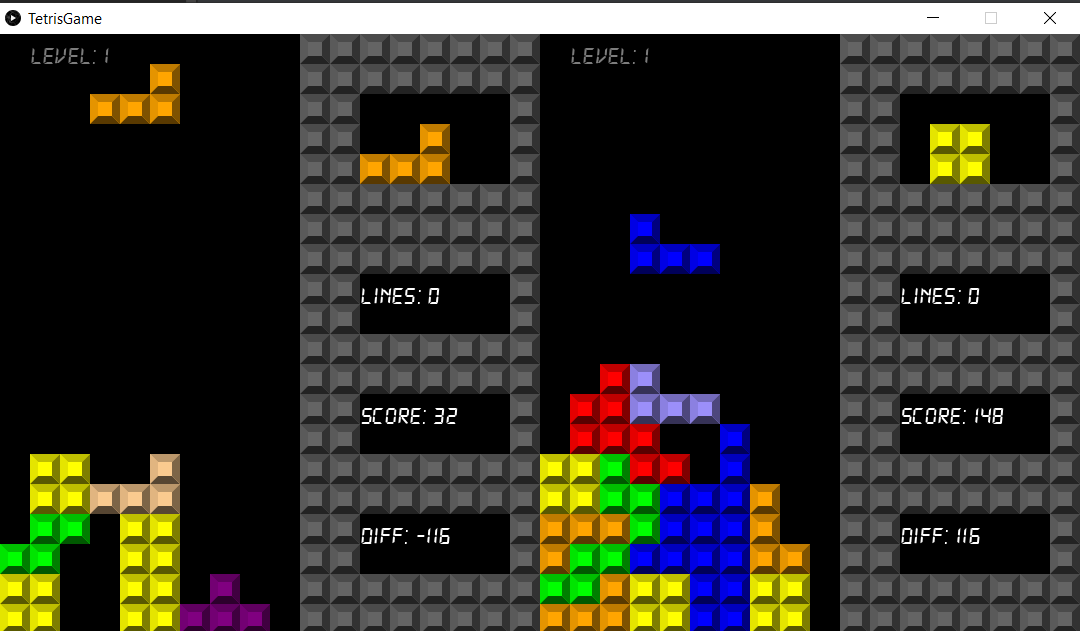 TetrisGame
LEVEL: 1
LINES: 0
SCORE: 32
DIFF: -116
LEVEL: 1
LINES: 0
SCORE: 148
DIFF: 116